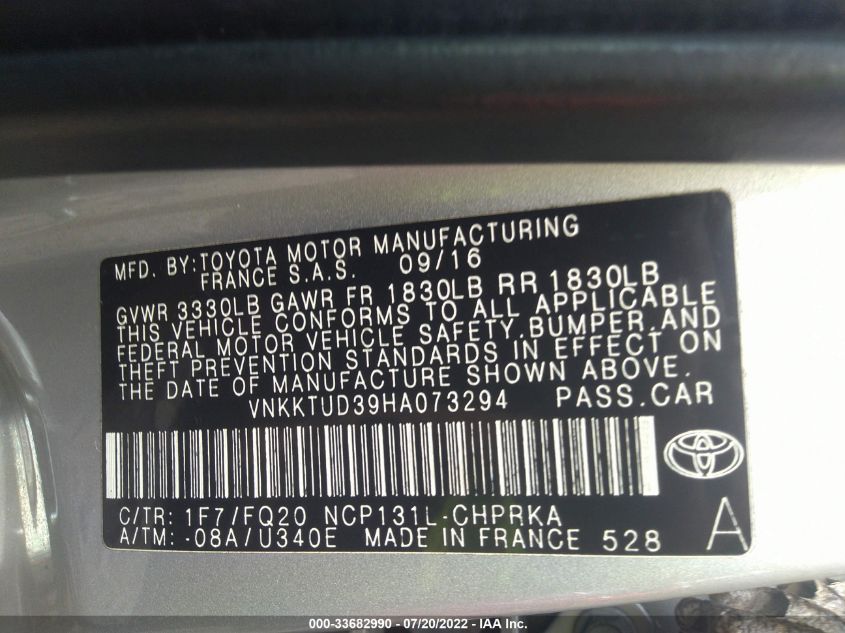 MFD. BY:TOYOTA MOTOR MANUFACTURING
FRANCE S.A.S. 09/16
GVWR 3330LB GAWR FR 1830LB RR 1830LB
THIS VEHICLE CONFORMS TO ALL APPLICABLE
FEDERAL MOTOR VEHICLE SAFETY,BUMPER,AND
THEFT PREVENTION STANDARDS IN EFFECT ON
THE DATE OF MANUFACTURE SHOWN ABOVE.
VNKKTUD39HA073294 PASS.CAR
C/TR: 1F7/FQ20 NCP131L-CHPRKA
A/TM: -08A/U340E MADE IN FRANCE 528 A
000-33682990 - 07/20/2022 - IAA Inc.